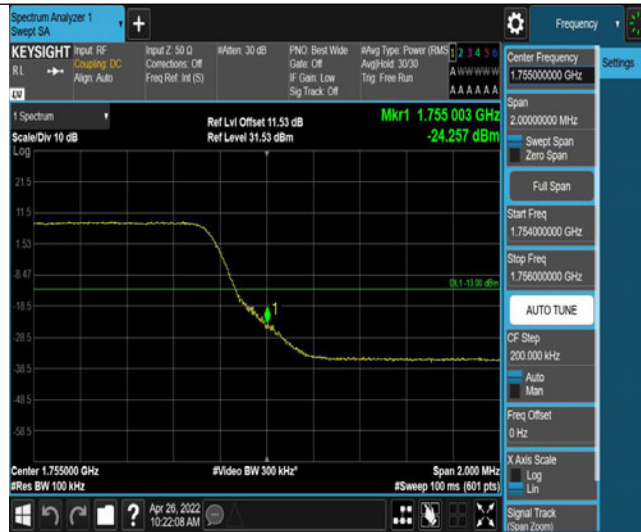 Spectrum Analyzer 1
Swept SA
+
Frequency
KEYSIGHT
RL
Input: RF
Coupling: DC
Align: Auto
Input Z: 50 Ω
Corrections: Off
Freq Ref: Int (S)
#Atten: 30 dB
PNO: Best Wide
Gate: Off
IF Gain: Low
Sig Track: Off
#Avg Type: Power (RMS
Avg|Hold: 30/30
Trig: Free Run
1 2 3 4 5 6
A W W W W W
A A A A A A
1 Spectrum
Scale/Div 10 dB
Log
Ref Lvl Offset 11.53 dB
Ref Level 31.53 dBm
Mkr1 1.755 003 GHz
-24.257 dBm
21.5
11.5
1.53
-8.47
DL1 -13.00 dBm
-18.5
1
-28.5
-38.5
-48.5
-58.5
Center 1.755000 GHz
#Res BW 100 kHz
#Video BW 300 kHz*
Span 2.000 MHz
#Sweep 100 ms (601 pts)
Center Frequency
1.755000000 GHz
Settings
Span
2.00000000 MHz
Swept Span
Zero Span
Full Span
Start Freq
1.754000000 GHz
Stop Freq
1.756000000 GHz
AUTO TUNE
CF Step
200.000 kHz
Auto
Man
Freq Offset
0 Hz
X Axis Scale
Log
Lin
Signal Track
(Span Zoom)
?
Apr 26, 2022
10:22:08 AM